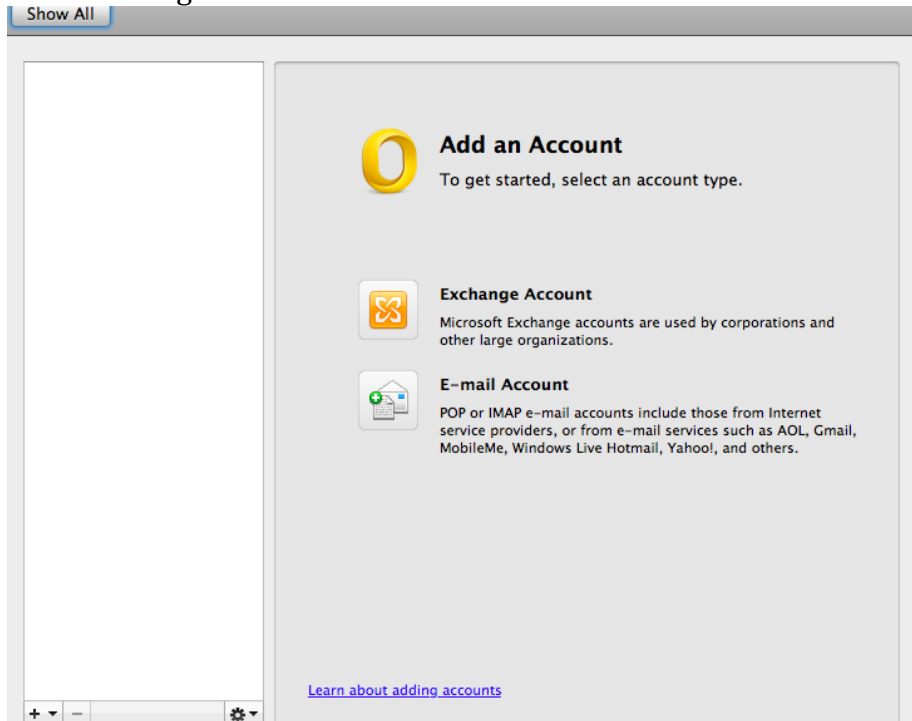 Show All
Add an Account
To get started, select an account type.
Exchange Account
Microsoft Exchange accounts are used by corporations and
other large organizations.
E-mail Account
POP or IMAP e-mail accounts include those from Internet
service providers, or from e-mail services such as AOL, Gmail,
MobileMe, Windows Live Hotmail, Yahoo!, and others.
Learn about adding accounts